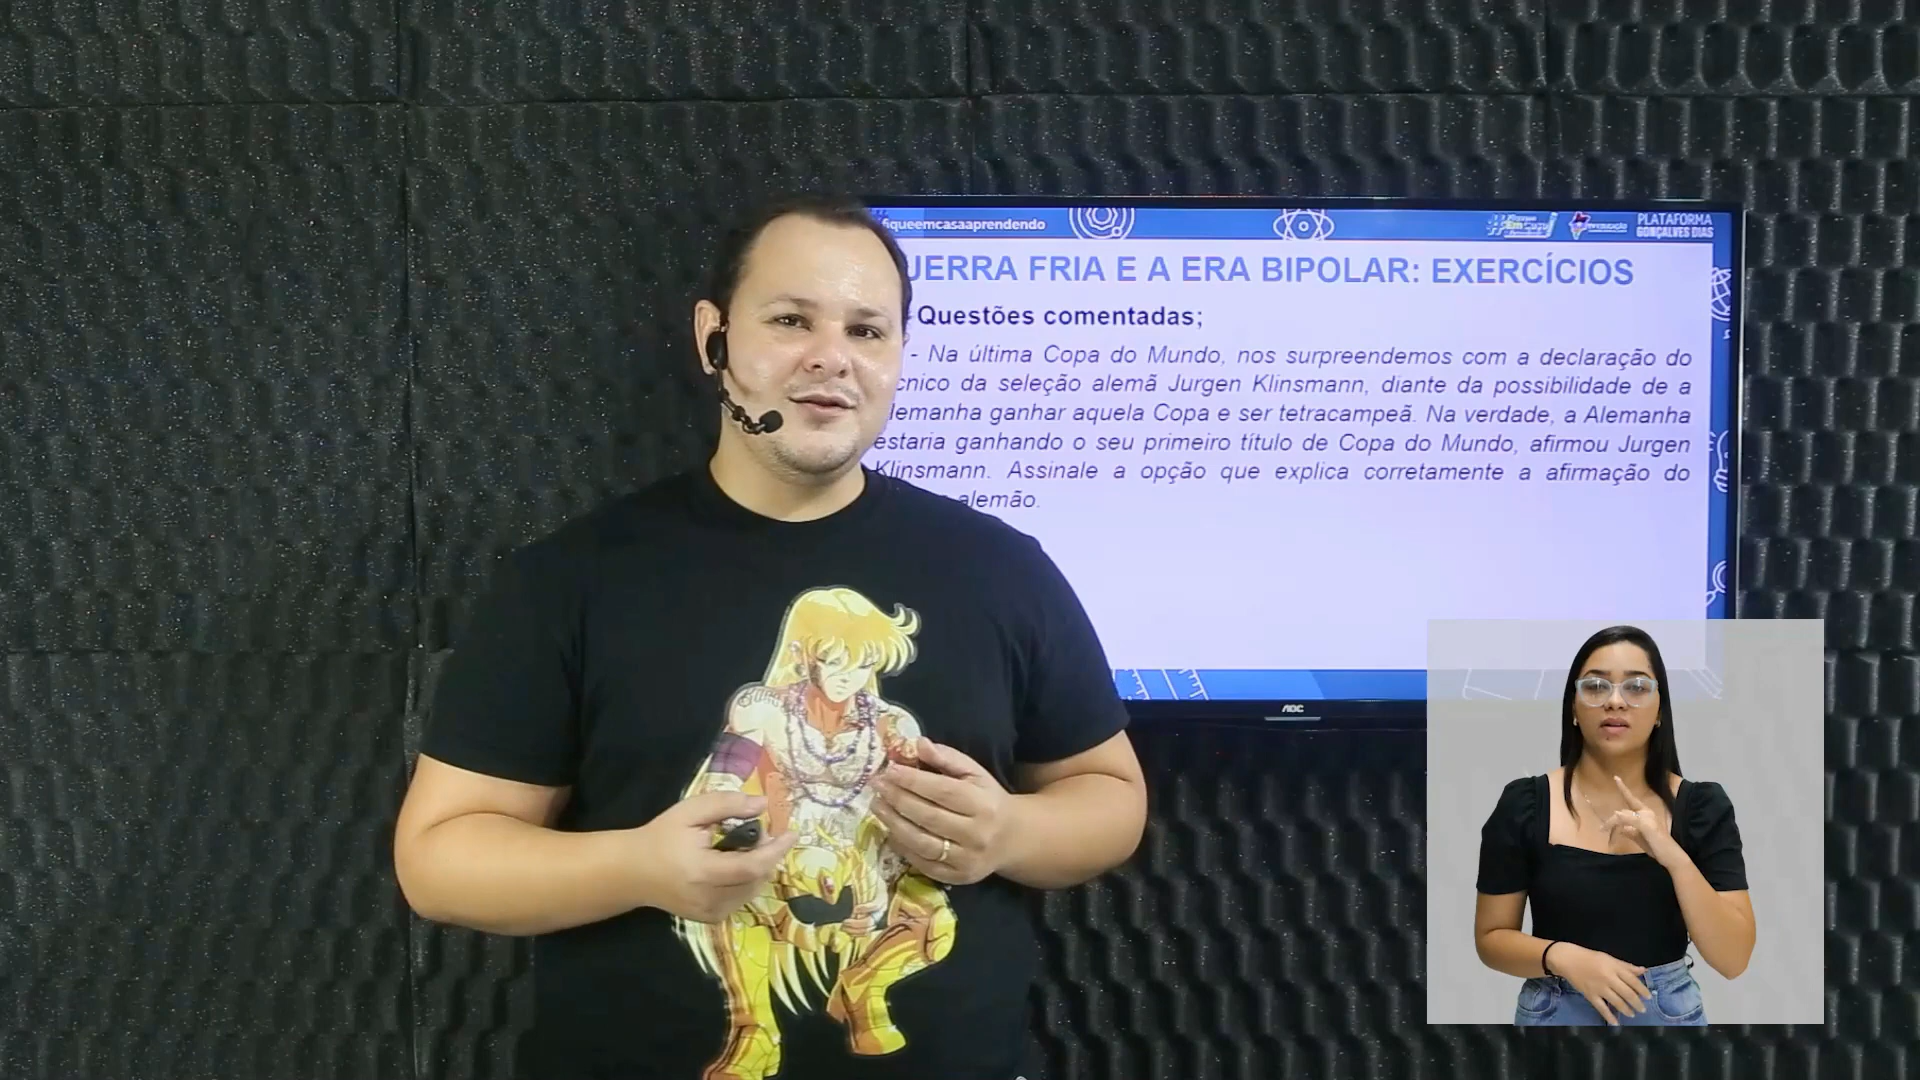 fiqueemcasaaprendendo
PLATAFORMA
GONÇALVES DIAS
UERRA FRIA E A ERA BIPOLAR: EXERCÍCIOS
Questões comentadas;
- Na última Copa do Mundo, nos surpreendemos com a declaração do
cnico da seleção alemã Jurgen Klinsmann, diante da possibilidade de a
lemanha ganhar aquela Copa e ser tetracampeã. Na verdade, a Alemanha
estaria ganhando o seu primeiro título de Copa do Mundo, afirmou Jurgen
Klinsmann. Assinale a opção que explica corretamente a afirmação do
alemão.
AOC